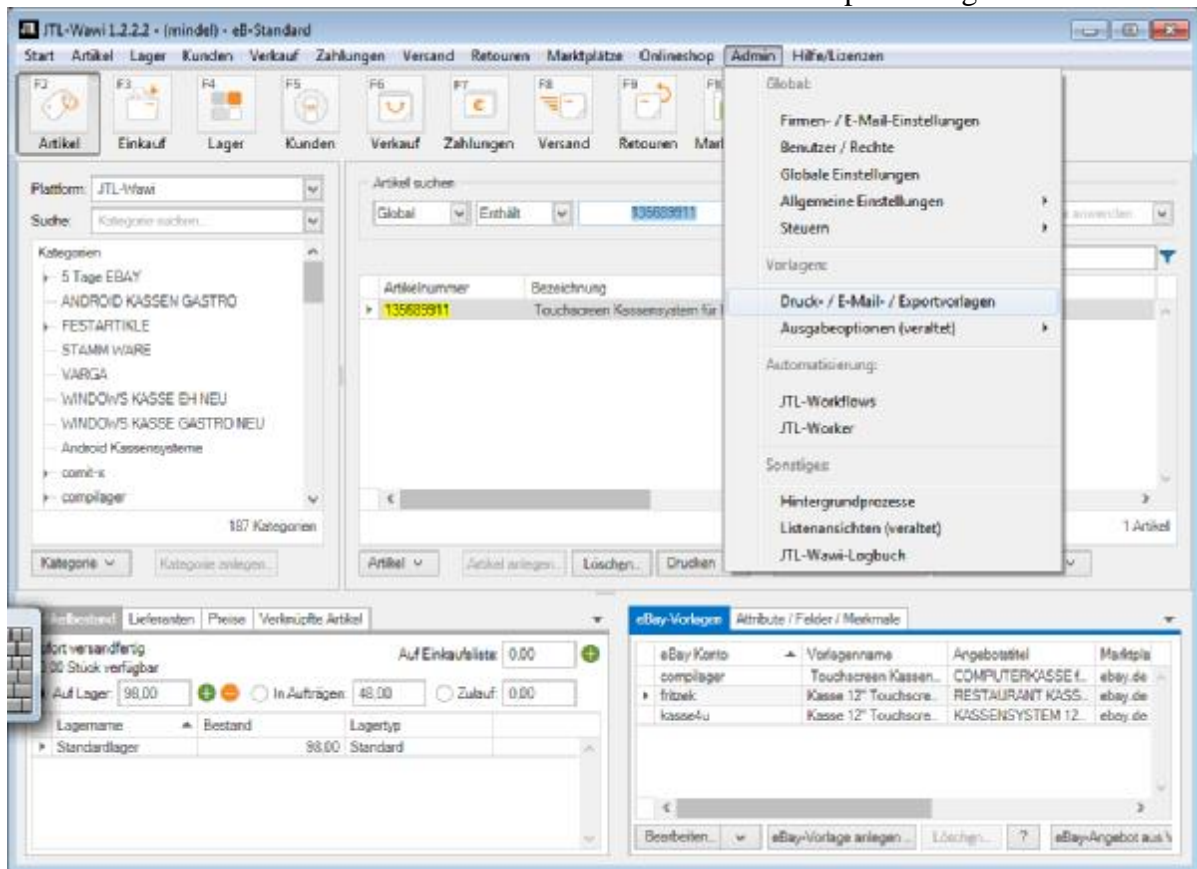 JTL-Wawi 1.2.2.2 - (mindel) - eB-Standard
Start Artikel Lager Kunden Verkauf Zahlungen Versand Retouren Marktplätze Onlineshop Admin Hilfe/Lizenzen
F2 F3 F4 F5 F6 F7 F8 F9
Artikel Einkauf Lager Kunden Verkauf Zahlungen Versand Retouren Mark
Global:
Firmen- / E-Mail-Einstellungen
Benutzer / Rechte
Globale Einstellungen
Allgemeine Einstellungen
Steuern
Vorlagen:
Druck- / E-Mail- / Exportvorlagen
Ausgabeoptionen (veraltet)
Automatisierung:
JTL-Workflows
JTL-Worker
Sonstiges:
Hintergrundprozesse
Listenansichten (veraltet)
JTL-Wawi-Logbuch
Plattform: JTL-Wawi
Suche: Kategorie suchen...
Kategorien
5 Tage EBAY
ANDROID KASSEN GASTRO
FESTARTIKLE
STAMM WARE
VARGA
WINDOWS KASSE EH NEU
WINDOWS KASSE GASTRO NEU
Android Kassensysteme
comit-s
compilager
187 Kategorien
Kategorie Kategorie anlegen...
Artikel suchen
Global Enthält 135689911
Artikelnummer Bezeichnung
135689911 Touchscreen Kassensystem für
1 Artikel
Artikel Artikel anlegen... Löschen... Drucken
Lieferanten Preise Verknüpfte Artikel
Auf Einkaufsliste: 0,00
Stück verfügbar
Auf Lager: 98,00 In Aufträgen: 48,00 Zulauf: 0,00
Lagername Bestand Lagertyp
Standardlager 98,00 Standard
eBay-Vorlagen Attribute / Felder / Merkmale
eBay Konto Vorlagenname Angebotstitel Marktpla
compilager Touchscreen Kassen... COMPUTERKASSE f...  ebay.de
fritzek Kasse 12" Touchscre... RESTAURANT KASS... ebay.de
kasse4u Kasse 12" Touchscre... KASSENSYSTEM 12... ebay.de
Bearbeiten... eBay-Vorlage anlegen... Löschen... ? eBay-Angebot aus V